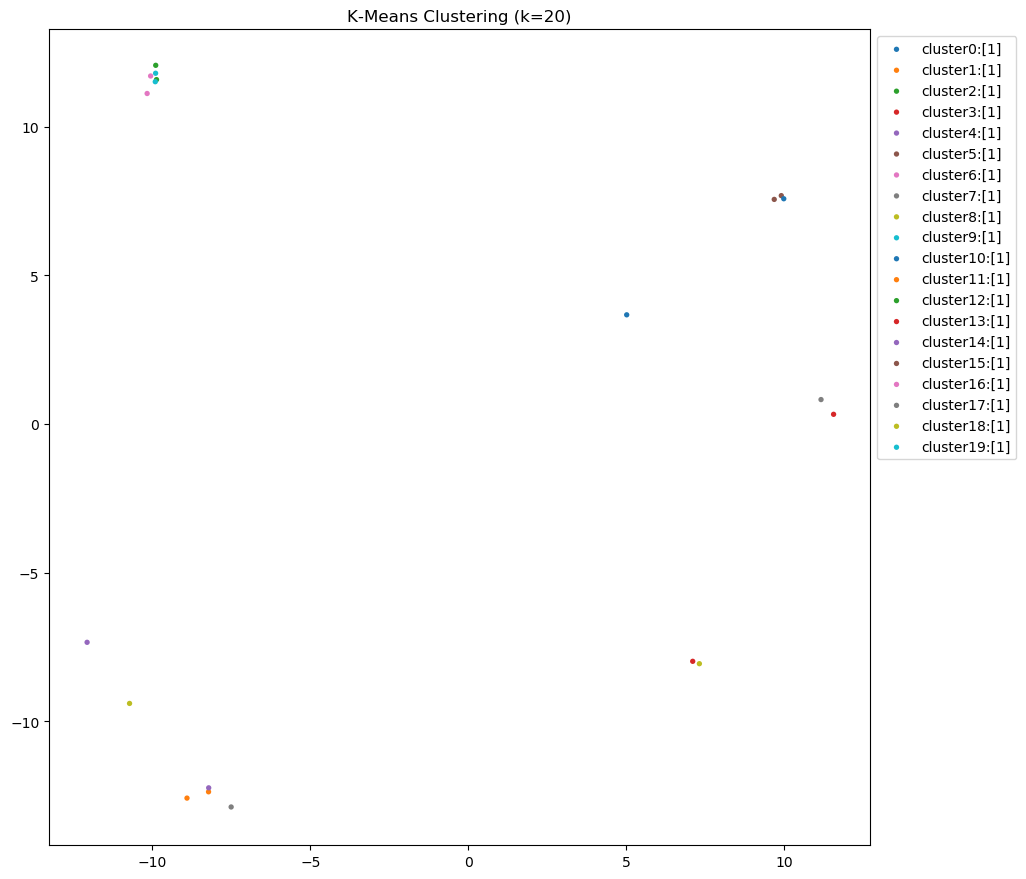 K-Means Clustering (k=20)
cluster0:[1]
cluster1:[1]
cluster2:[1]
cluster3:[1]
cluster4:[1]
cluster5:[1]
cluster6:[1]
cluster7:[1]
cluster8:[1]
cluster9:[1]
cluster10:[1]
cluster11:[1]
cluster12:[1]
cluster13:[1]
cluster14:[1]
cluster15:[1]
cluster16:[1]
cluster17:[1]
cluster18:[1]
cluster19:[1]
10
5
0
−5
−10
−10 −5 0 5 10